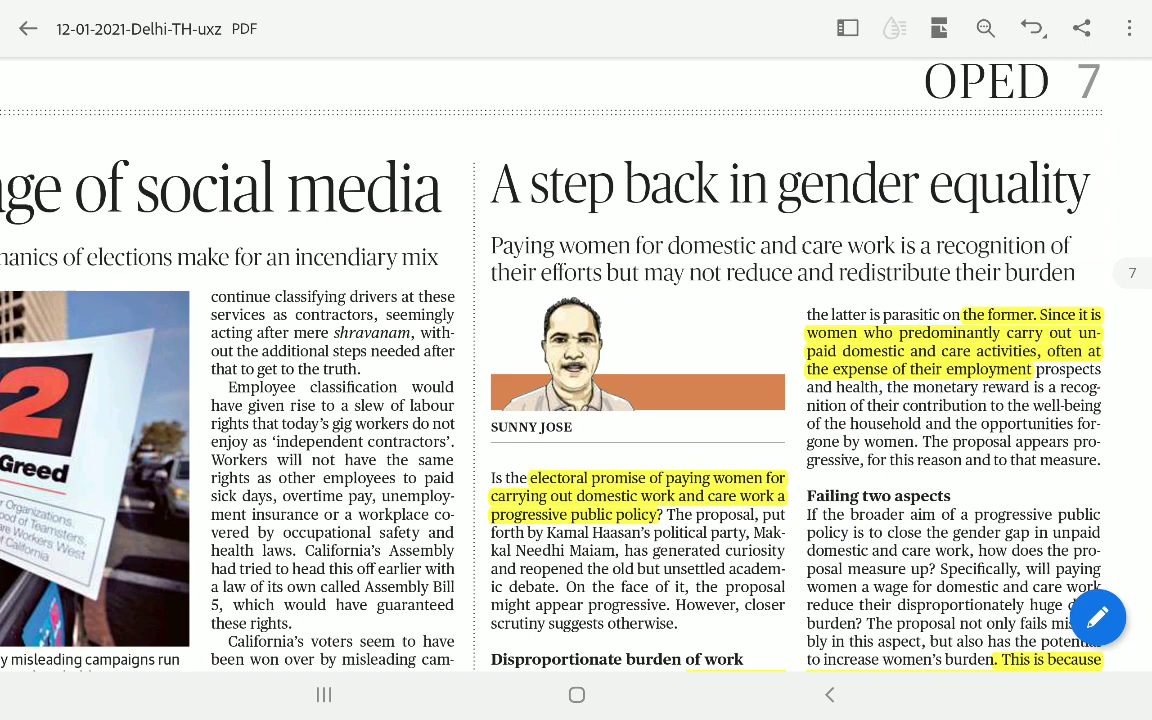 12-01-2021-Delhi-TH-uxz PDF
OPED 7
age of social media
hanics of elections make for an incendiary mix
2
Greed
Organizations.
ood of Teamsters,
re Workers West
f California
y misleading campaigns run
continue classifying drivers at these
services as contractors, seemingly
acting after mere shravanam, with-
out the additional steps needed after
that to get to the truth.
Employee classification would
have given rise to a slew of labour
rights that today's gig workers do not
enjoy as 'independent contractors'.
Workers will not have the same
rights as other employees to paid
sick days, overtime pay, unemploy-
ment insurance or a workplace co-
vered by occupational safety and
health laws. California's Assembly
had tried to head this off earlier with
a law of its own called Assembly Bill
5, which would have guaranteed
these rights.
California's voters seem to have
been won over by misleading cam-
A step back in gender equality
Paying women for domestic and care work is a recognition of
their efforts but may not reduce and redistribute their burden
SUNNY JOSE
Is the electoral promise of paying women for
carrying out domestic work and care work a
progressive public policy? The proposal, put
forth by Kamal Haasan's political party, Mak-
kal Needhi Maiam, has generated curiosity
and reopened the old but unsettled academ-
ic debate. On the face of it, the proposal
might appear progressive. However, closer
scrutiny suggests otherwise.
Disproportionate burden of work
the latter is parasitic on the former. Since it is
women who predominantly carry out un-
paid domestic and care activities, often at
the expense of their employment prospects
and health, the monetary reward is a recog-
nition of their contribution to the well-being
of the household and the opportunities for-
gone by women. The proposal appears pro-
gressive, for this reason and to that measure.
Failing two aspects
If the broader aim of a progressive public
policy is to close the gender gap in unpaid
domestic and care work, how does the pro-
posal measure up? Specifically, will paying
women a wage for domestic and care work
reduce their disproportionately huge
burden? The proposal not only fails
bly in this aspect, but also has the potential
to increase women's burden. This is because
7